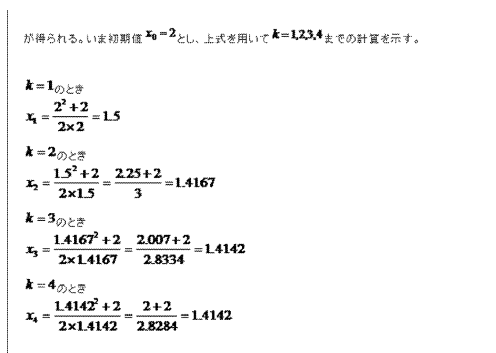 が得られる。いま初期値 x₀ = 2 とし、上式を用いて k = 1,2,3,4 までの計算を示す。
k = 1 のとき
x₁ = (2² + 2) / (2×2) = 1.5
k = 2 のとき
x₂ = (1.5² + 2) / (2×1.5) = (2.25 + 2) / 3 = 1.4167
k = 3 のとき
x₃ = (1.4167² + 2) / (2×1.4167) = (2.007 + 2) / 2.8334 = 1.4142
k = 4 のとき
x₄ = (1.4142² + 2) / (2×1.4142) = (2 + 2) / 2.8284 = 1.4142